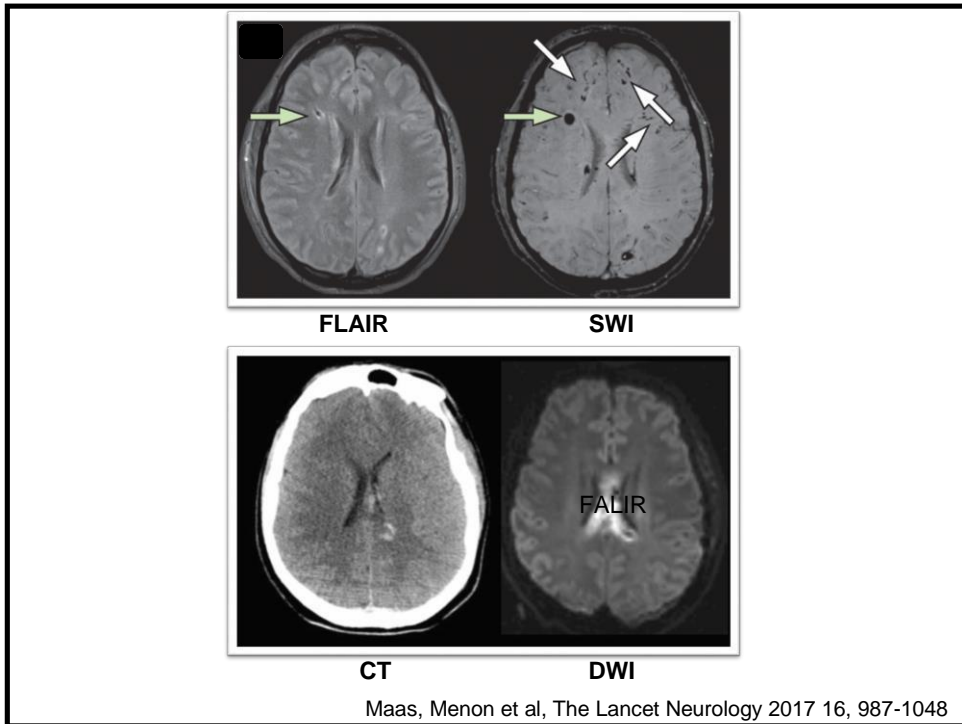 FLAIR SWI
FALIR
CT DWI
Maas, Menon et al, The Lancet Neurology 2017 16, 987-1048